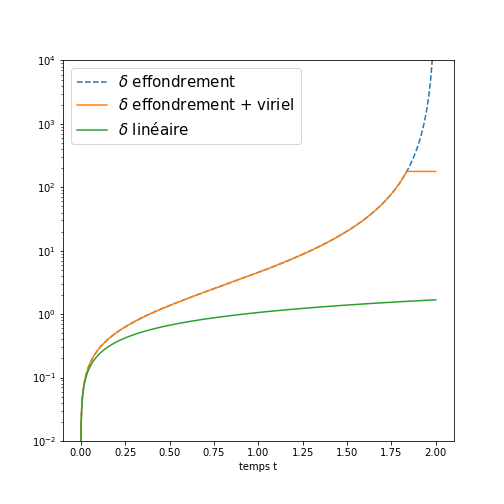 δ effondrement
δ effondrement + viriel
δ linéaire
10⁴
10³
10²
10¹
10⁰
10⁻¹
10⁻²
0.00 0.25 0.50 0.75 1.00 1.25 1.50 1.75 2.00
temps t